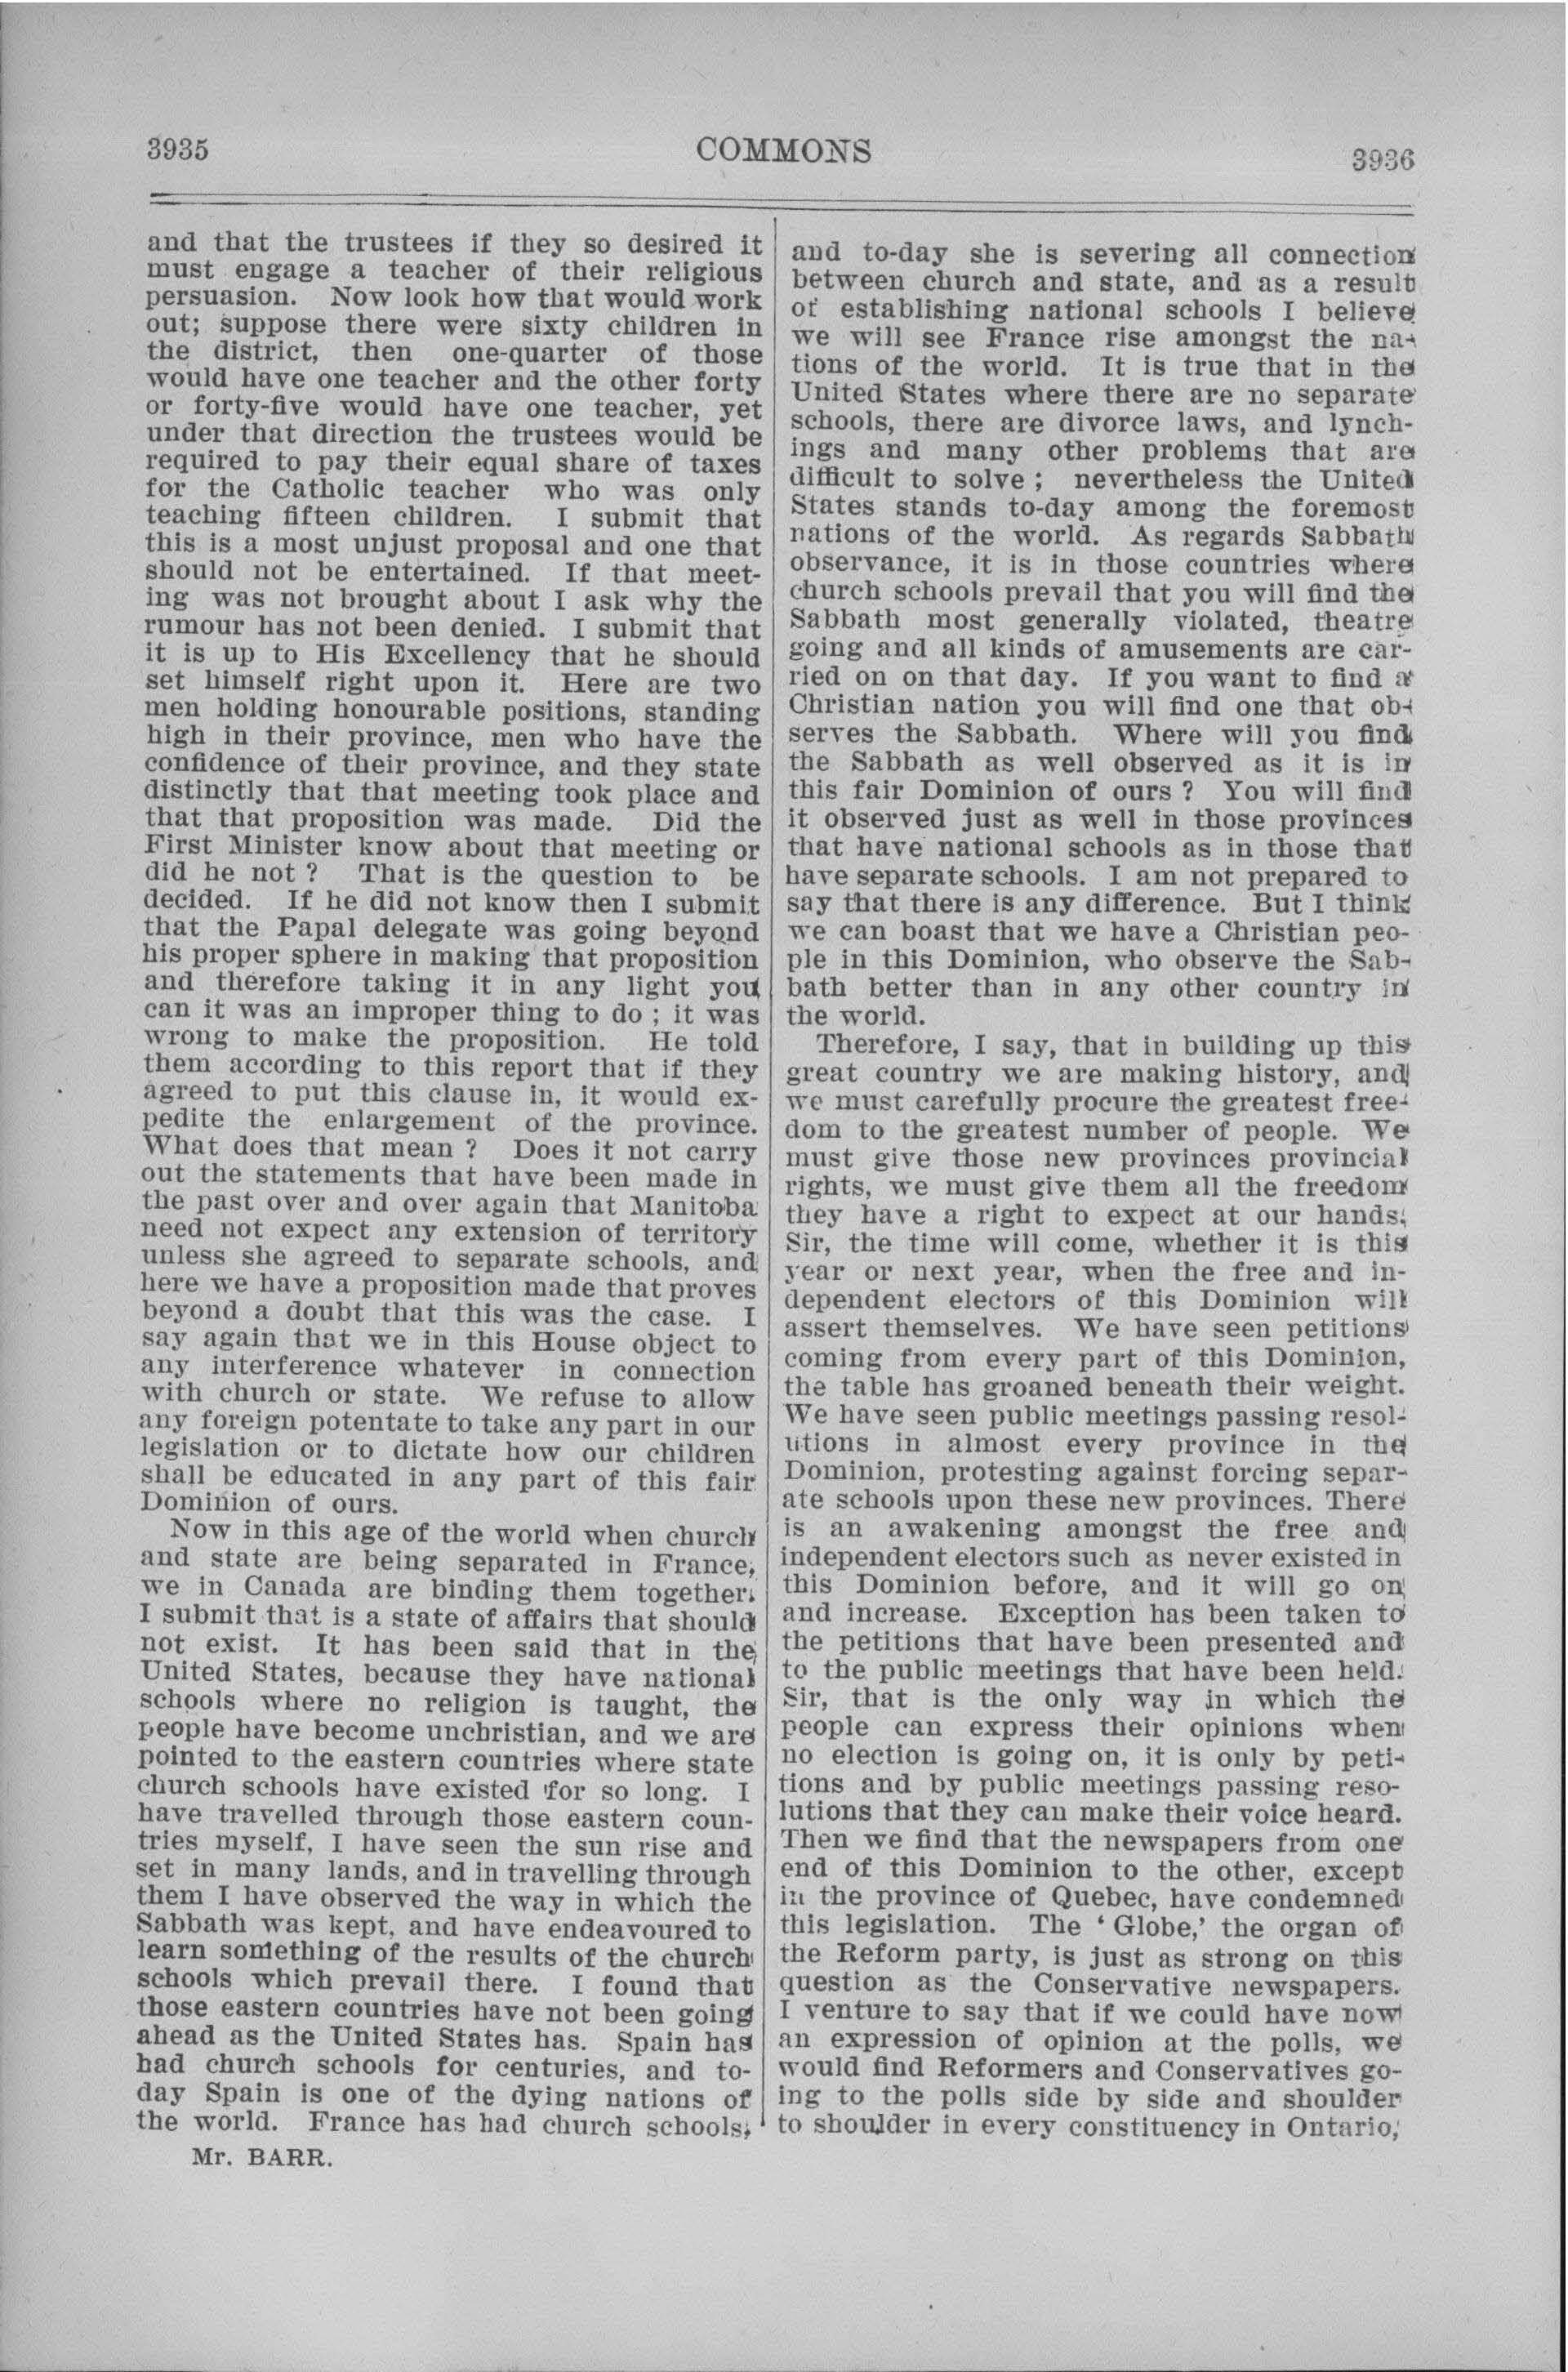 3935
COMMONS
3936
and that the trustees if they so desired it
must engage a teacher of their religious
persuasion. Now look how that would work
out; suppose there were sixty children in
the district, then one-quarter of those
would have one teacher and the other forty
or forty-five would have one teacher, yet
under that direction the trustees would be
required to pay their equal share of taxes
for the Catholic teacher who was only
teaching fifteen children. I submit that
this is a most unjust proposal and one that
should not be entertained. If that meet-
ing was not brought about I ask why the
rumour has not been denied. I submit that
it is up to His Excellency that he should
set himself right upon it. Here are two
men holding honourable positions, standing
high in their province, men who have the
confidence of their province, and they state
distinctly that that meeting took place and
that that proposition was made. Did the
First Minister know about that meeting or
did he not ? That is the question to be
decided. If he did not know then I submit
that the Papal delegate was going beyond
his proper sphere in making that proposition
and therefore taking it in any light you
can it was an improper thing to do ; it was
wrong to make the proposition. He told
them according to this report that if they
agreed to put this clause in, it would ex-
pedite the enlargement of the province.
What does that mean ? Does it not carry
out the statements that have been made in
the past over and over again that Manitoba
need not expect any extension of territory
unless she agreed to separate schools, and
here we have a proposition made that proves
beyond a doubt that this was the case. I
say again that we in this House object to
any interference whatever in connection
with church or state. We refuse to allow
any foreign potentate to take any part in our
legislation or to dictate how our children
shall be educated in any part of this fair
Dominion of ours.
Now in this age of the world when church
and state are being separated in France,
we in Canada are binding them together.
I submit that is a state of affairs that should
not exist. It has been said that in the
United States, because they have national
schools where no religion is taught, the
people have become unchristian, and we are
pointed to the eastern countries where state
church schools have existed for so long. I
have travelled through those eastern coun-
tries myself, I have seen the sun rise and
set in many lands, and in travelling through
them I have observed the way in which the
Sabbath was kept, and have endeavoured to
learn something of the results of the church
schools which prevail there. I found that
those eastern countries have not been going
ahead as the United States has. Spain has
had church schools for centuries, and to-
day Spain is one of the dying nations of
the world. France has had church schools,
Mr. BARR.
and to-day she is severing all connection
between church and state, and as a result
of establishing national schools I believe
we will see France rise amongst the na-
tions of the world. It is true that in the
United States where there are no separate
schools, there are divorce laws, and lynch-
ings and many other problems that are
difficult to solve ; nevertheless the United
States stands to-day among the foremost
nations of the world. As regards Sabbath
observance, it is in those countries where
church schools prevail that you will find the
Sabbath most generally violated, theatre
going and all kinds of amusements are car-
ried on on that day. If you want to find a
Christian nation you will find one that ob-
serves the Sabbath. Where will you find
the Sabbath as well observed as it is in
this fair Dominion of ours ? You will find
it observed just as well in those provinces
that have national schools as in those that
have separate schools. I am not prepared to
say that there is any difference. But I think
we can boast that we have a Christian peo-
ple in this Dominion, who observe the Sab-
bath better than in any other country in
the world.
Therefore, I say, that in building up this
great country we are making history, and
we must carefully procure the greatest free-
dom to the greatest number of people. We
must give those new provinces provincial
rights, we must give them all the freedom
they have a right to expect at our hands.
Sir, the time will come, whether it is this
year or next year, when the free and in-
dependent electors of this Dominion will
assert themselves. We have seen petitions
coming from every part of this Dominion,
the table has groaned beneath their weight.
We have seen public meetings passing resol-
utions in almost every province in the
Dominion, protesting against forcing separ-
ate schools upon these new provinces. There
is an awakening amongst the free and
independent electors such as never existed in
this Dominion before, and it will go on
and increase. Exception has been taken to
the petitions that have been presented and
to the public meetings that have been held.
Sir, that is the only way in which the
people can express their opinions when
no election is going on, it is only by peti-
tions and by public meetings passing reso-
lutions that they can make their voice heard.
Then we find that the newspapers from one
end of this Dominion to the other, except
in the province of Quebec, have condemned
this legislation. The ‘ Globe,’ the organ of
the Reform party, is just as strong on this
question as the Conservative newspapers.
I venture to say that if we could have now
an expression of opinion at the polls, we
would find Reformers and Conservatives go-
ing to the polls side by side and shoulder
to shoulder in every constituency in Ontario,